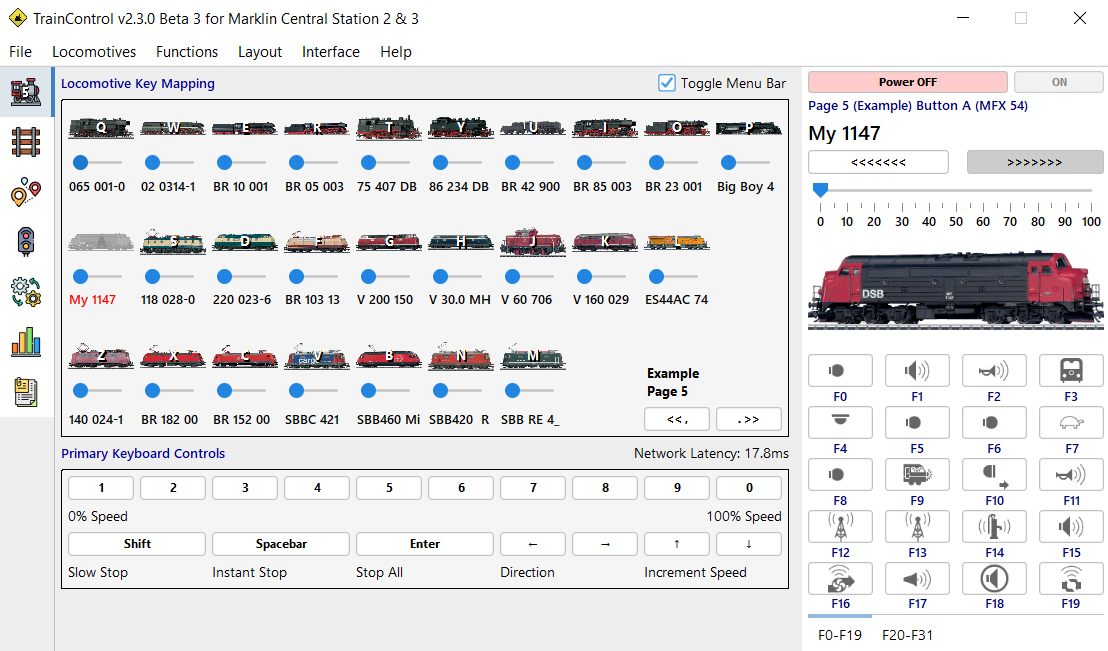 TrainControl v2.3.0 Beta 3 for Marklin Central Station 2 & 3
File Locomotives Functions Layout Interface Help
Locomotive Key Mapping
Toggle Menu Bar
Q W E R T Y U I O P
065 001-0 02 0314-1 BR 10 001 BR 05 003 75 407 DB 86 234 DB BR 42 900 BR 85 003 BR 23 001 Big Boy 4
S D F G H J K L
My 1147 118 028-0 220 023-6 BR 103 13 V 200 150 V 30.0 MH V 60 706 V 160 029 ES44AC 74
Z X C V B N M
cargo
140 024-1 BR 182 00 BR 152 00 SBBC 421 SBB460 Mi SBB420 R SBB RE 4_
Example
Page 5
<<, .>>
Primary Keyboard Controls
Network Latency: 17.8ms
1 2 3 4 5 6 7 8 9 0
0% Speed 100% Speed
Shift Spacebar Enter ← → ↑ ↓
Slow Stop Instant Stop Stop All Direction Increment Speed
Power OFF ON
Page 5 (Example) Button A (MFX 54)
My 1147
<<<<<<< >>>>>>>
0 10 20 30 40 50 60 70 80 90 100
DSB
F0 F1 F2 F3
F4 F5 F6 F7
F8 F9 F10 F11
F12 F13 F14 F15
F16 F17 F18 F19
F0-F19 F20-F31